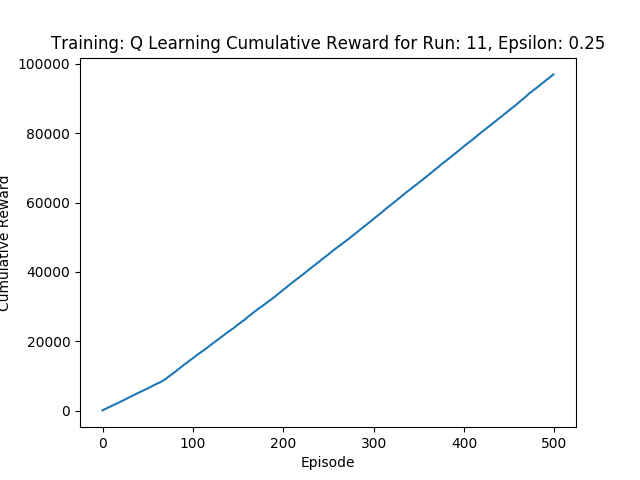 Training: Q Learning Cumulative Reward for Run: 11, Epsilon: 0.25
100000
80000
60000
40000
20000
0
Cumulative Reward
0 100 200 300 400 500
Episode